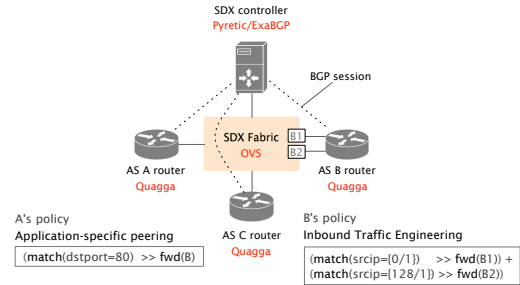 SDX controller
Pyretic/ExaBGP
BGP session
SDX Fabric
OVS
B1
B2
AS A router
Quagga
AS B router
Quagga
AS C router
Quagga
A's policy
Application-specific peering
(match(dstport=80) >> fwd(B)
B's policy
Inbound Traffic Engineering
(match(srcip={0/1}) >> fwd(B1)) +
(match(srcip={128/1}) >> fwd(B2))